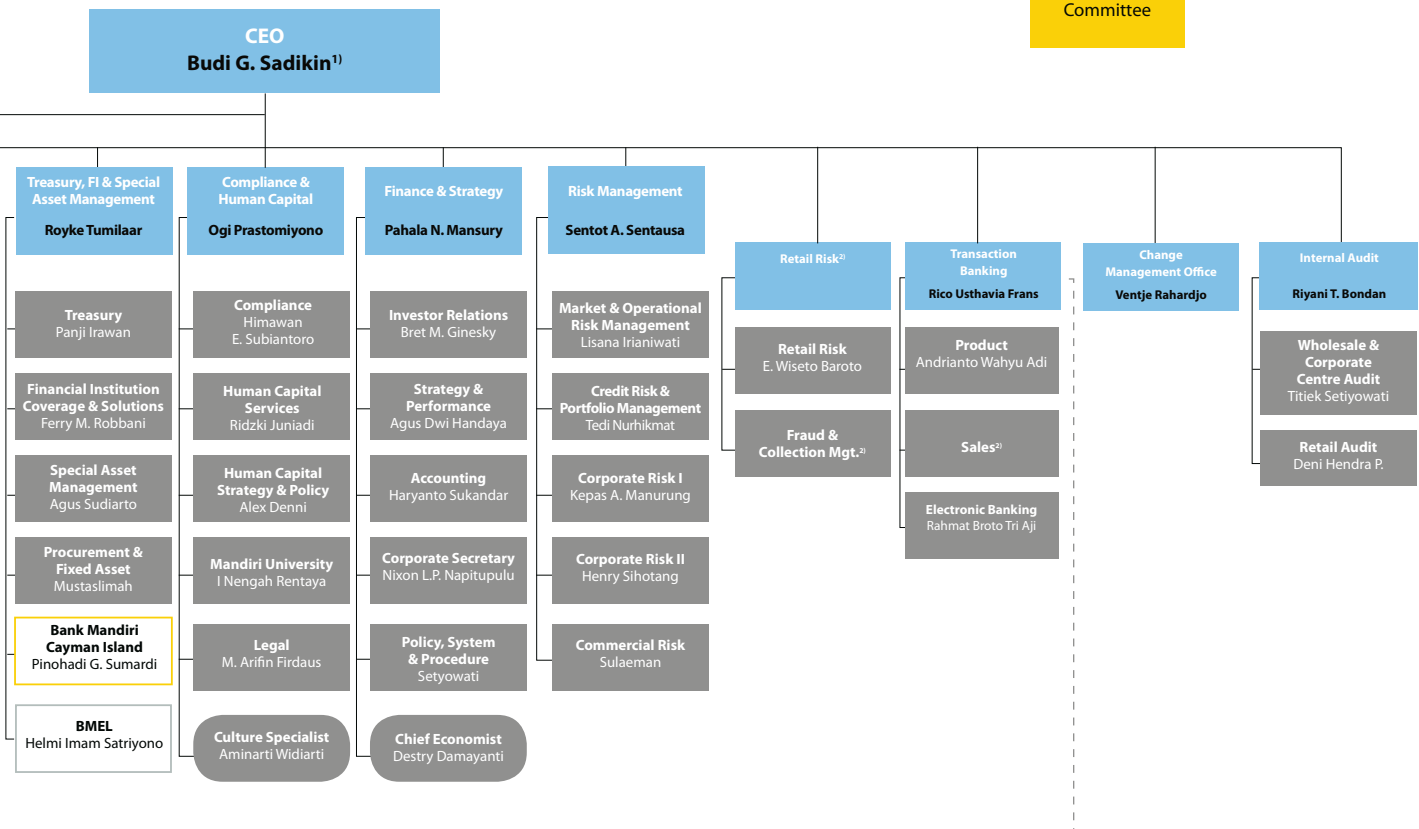 Committee
CEO
Budi G. Sadikin1)
Treasury, FI & Special
Asset Management
Royke Tumilaar
Compliance &
Human Capital
Ogi Prastomiyono
Finance & Strategy
Pahala N. Mansury
Risk Management
Sentot A. Sentausa
Retail Risk2)
Transaction
Banking
Rico Usthavia Frans
Change
Management Office
Ventje Rahardjo
Internal Audit
Riyani T. Bondan
Treasury
Panji Irawan
Financial Institution
Coverage & Solutions
Ferry M. Robbani
Special Asset
Management
Agus Sudiarto
Procurement &
Fixed Asset
Mustaslimah
Bank Mandiri
Cayman Island
Pinohadi G. Sumardi
BMEL
Helmi Imam Satriyono
Compliance
Himawan
E. Subiantoro
Human Capital
Services
Ridzki Juniadi
Human Capital
Strategy & Policy
Alex Denni
Mandiri University
I Nengah Rentaya
Legal
M. Arifin Firdaus
Culture Specialist
Aminarti Widiarti
Investor Relations
Bret M. Ginesky
Strategy &
Performance
Agus Dwi Handaya
Accounting
Haryanto Sukandar
Corporate Secretary
Nixon L.P. Napitupulu
Policy, System
& Procedure
Setyowati
Chief Economist
Destry Damayanti
Market & Operational
Risk Management
Lisana Irianiwati
Credit Risk &
Portfolio Management
Tedi Nurhikmat
Corporate Risk I
Kepas A. Manurung
Corporate Risk II
Henry Sihotang
Commercial Risk
Sulaeman
Retail Risk
E. Wiseto Baroto
Fraud &
Collection Mgt.2)
Product
Andrianto Wahyu Adi
Sales2)
Electronic Banking
Rahmat Broto Tri Aji
Wholesale &
Corporate
Centre Audit
Titiek Setiyowati
Retail Audit
Deni Hendra P.